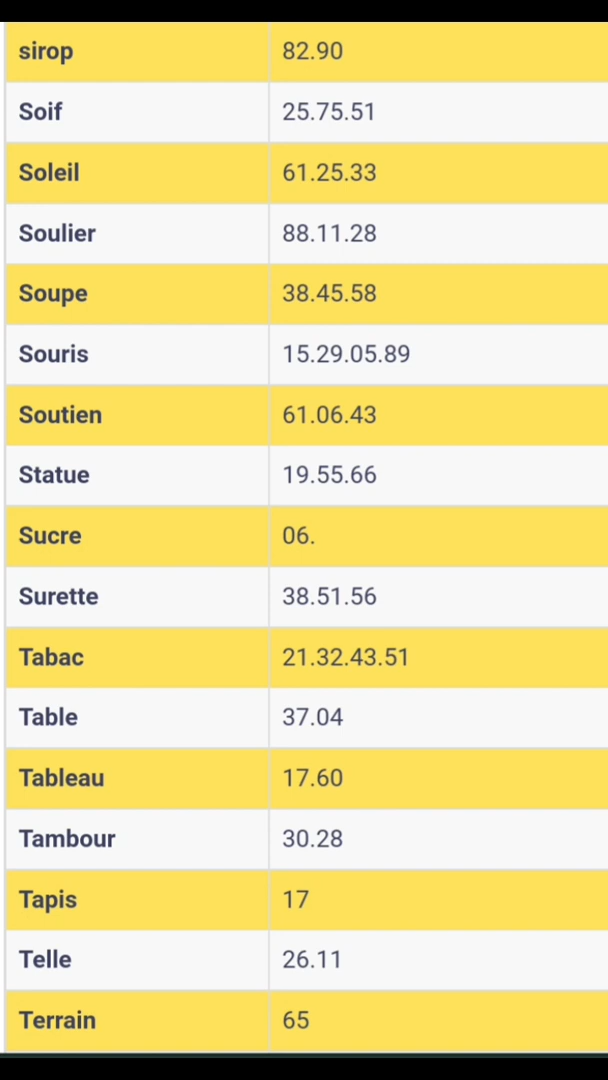 sirop 82.90
Soif 25.75.51
Soleil 61.25.33
Soulier 88.11.28
Soupe 38.45.58
Souris 15.29.05.89
Soutien 61.06.43
Statue 19.55.66
Sucre 06.
Surette 38.51.56
Tabac 21.32.43.51
Table 37.04
Tableau 17.60
Tambour 30.28
Tapis 17
Telle 26.11
Terrain 65